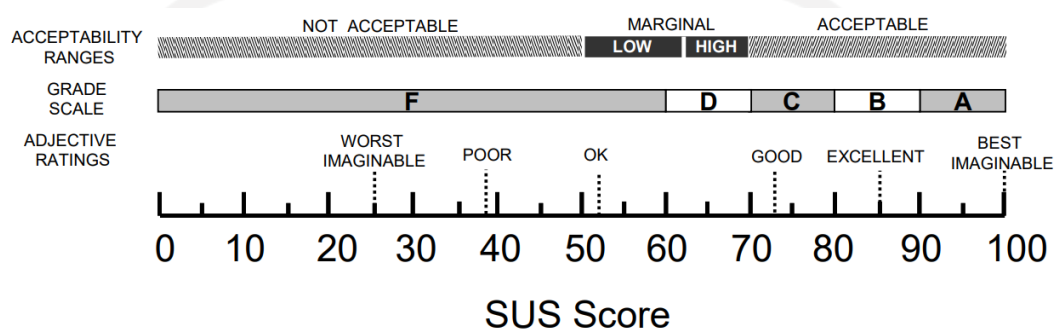 NOT ACCEPTABLE MARGINAL ACCEPTABLE
ACCEPTABILITY
RANGES
LOW HIGH
GRADE
SCALE
F D C B A
ADJECTIVE
RATINGS
WORST
IMAGINABLE
POOR
OK
GOOD
EXCELLENT
BEST
IMAGINABLE
0 10 20 30 40 50 60 70 80 90 100
SUS Score